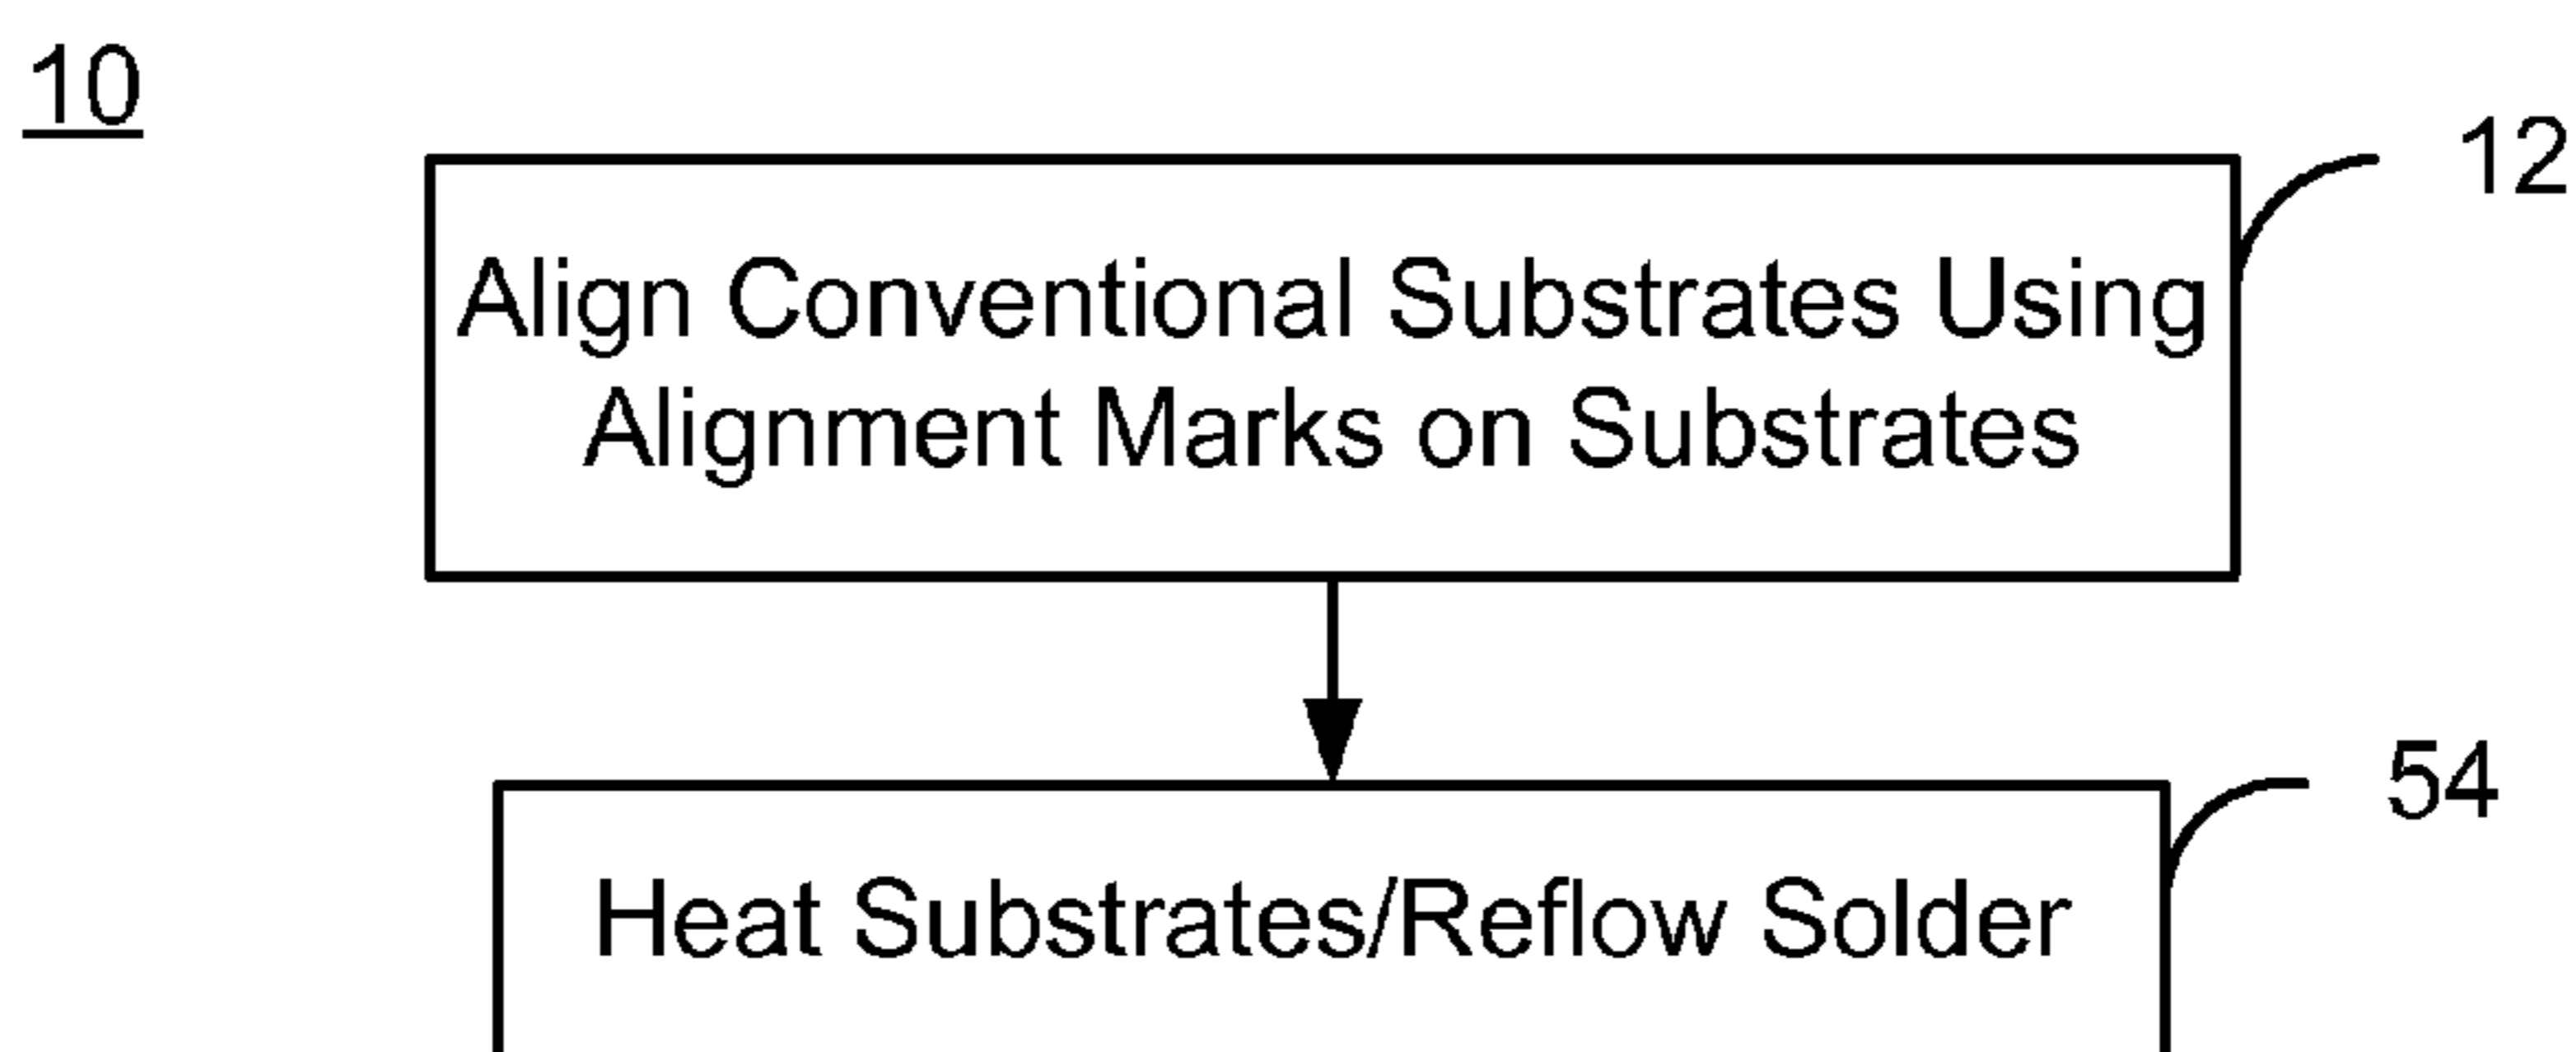 10
12
Align Conventional Substrates Using
Alignment Marks on Substrates
54
Heat Substrates/Reflow Solder